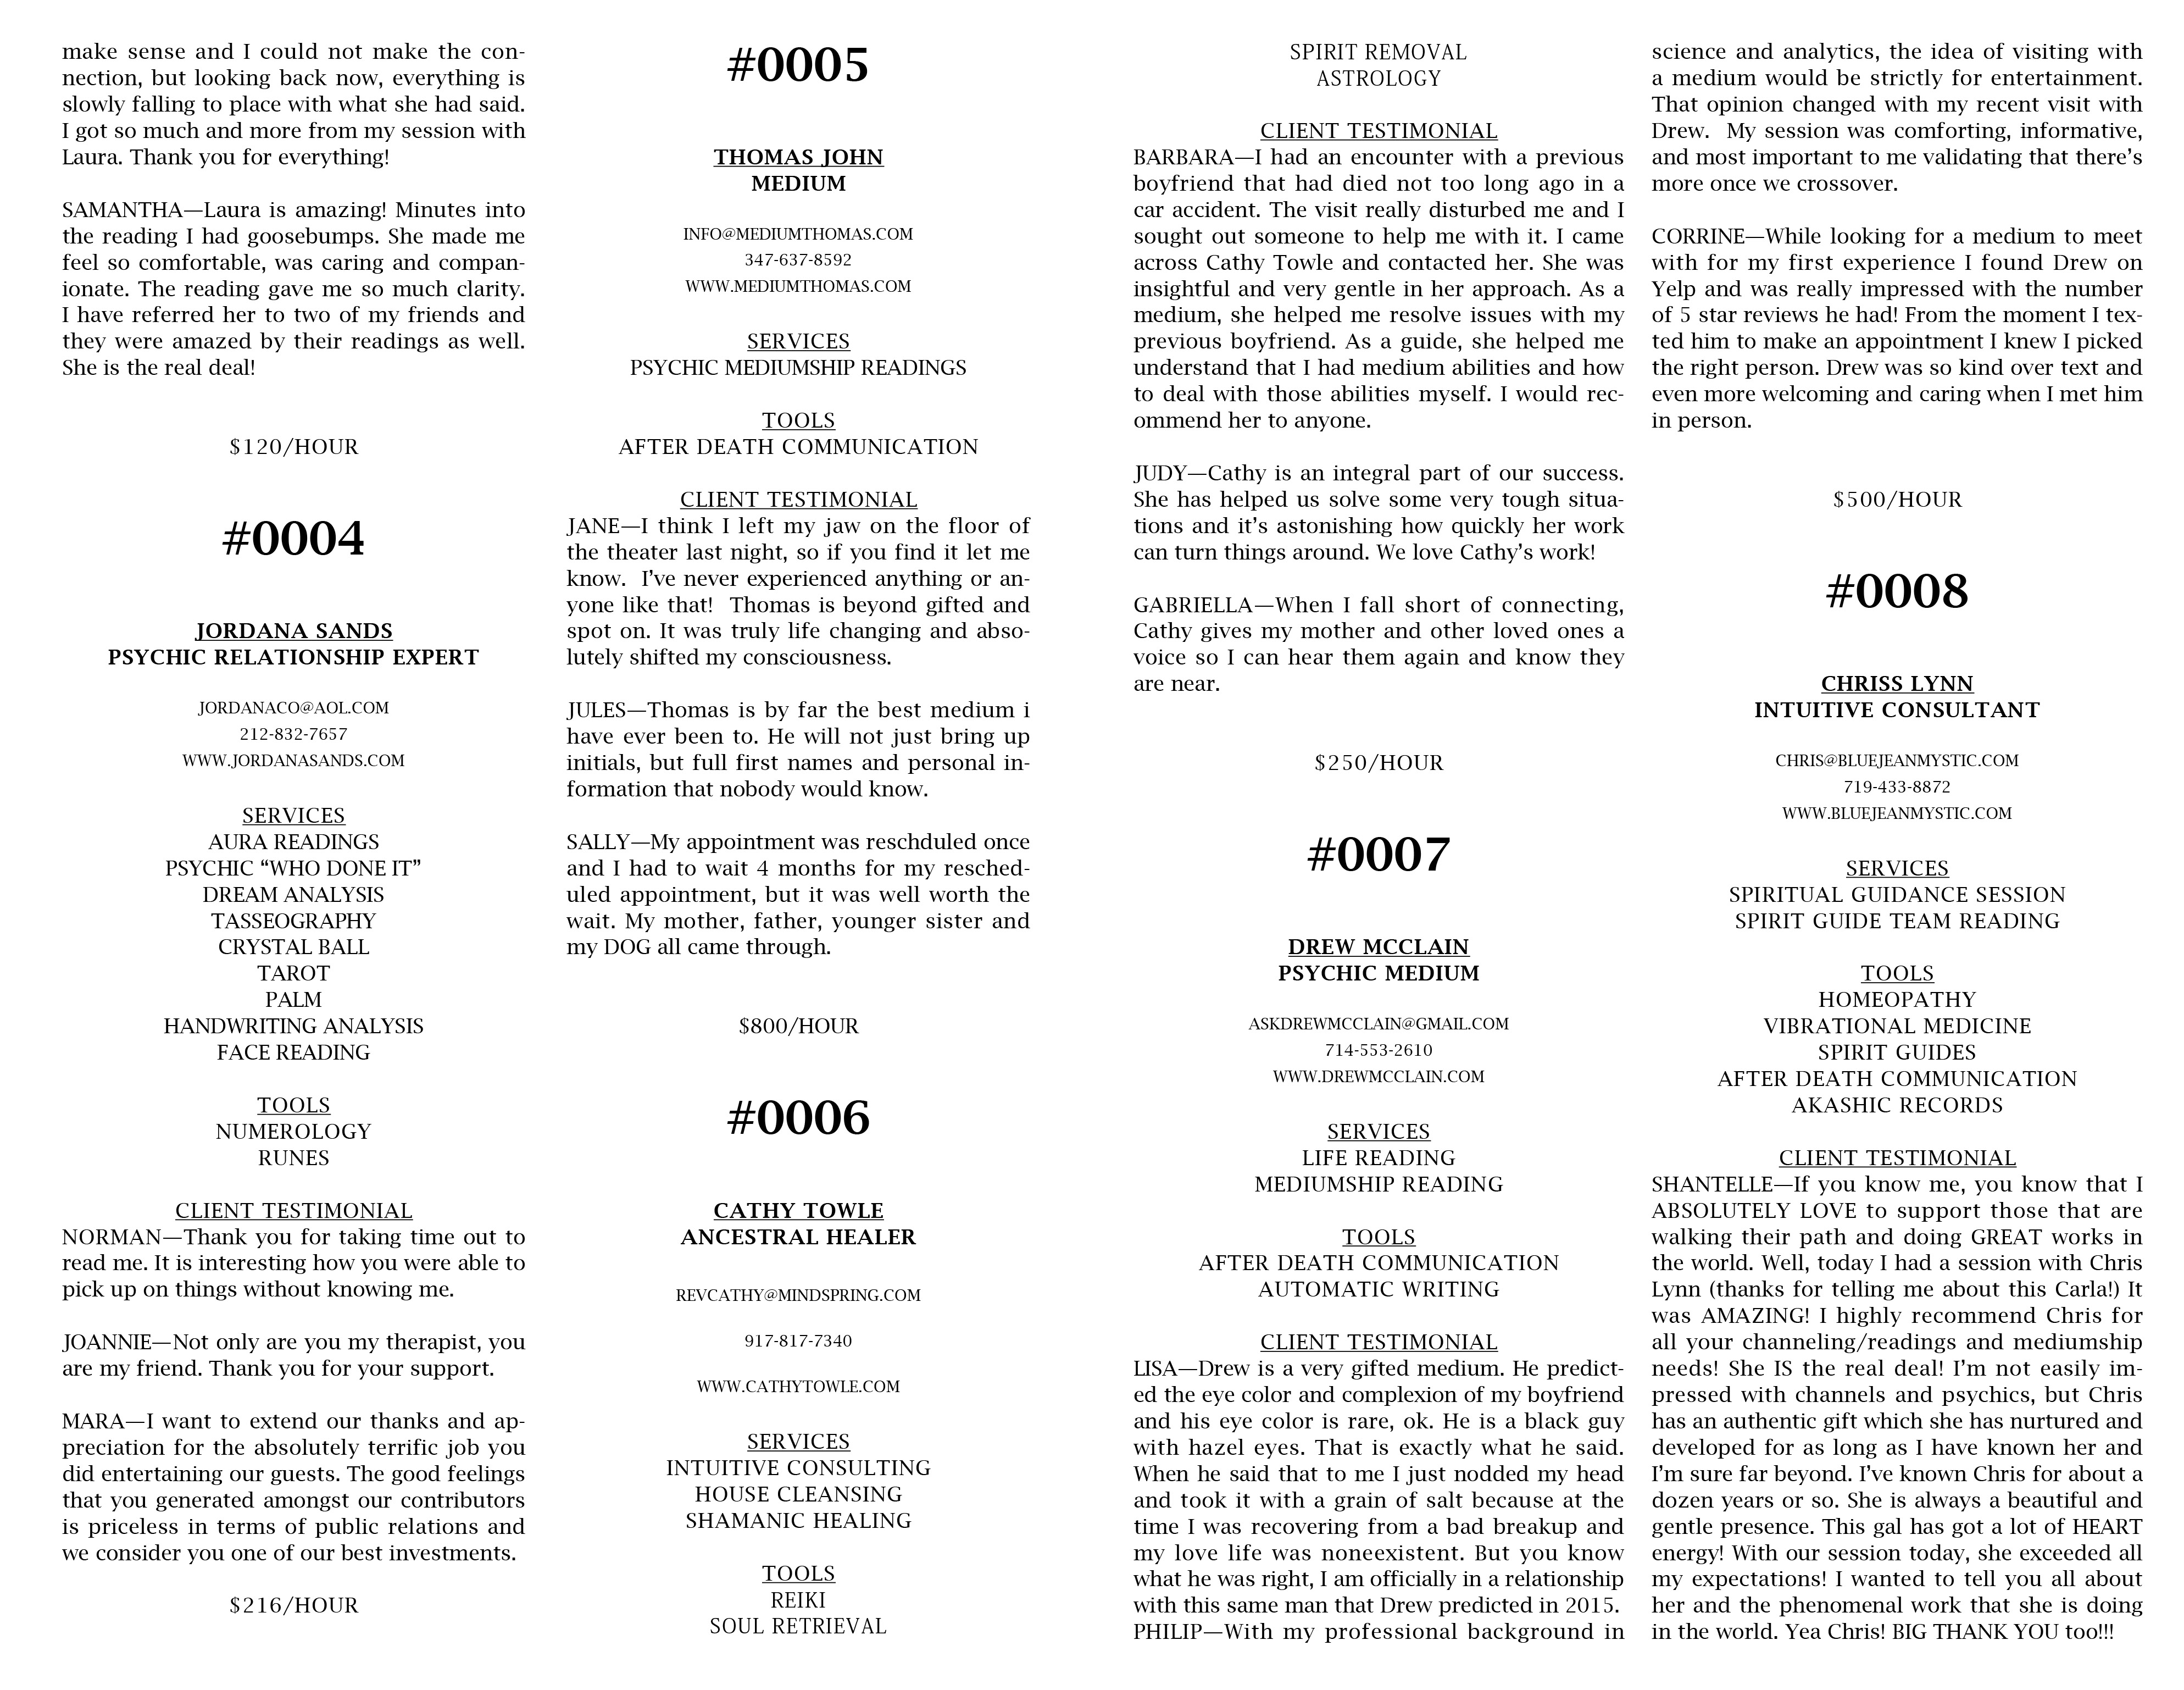 make sense and I could not make the con-
nection, but looking back now, everything is
slowly falling to place with what she had said.
I got so much and more from my session with
Laura. Thank you for everything!
SAMANTHA—Laura is amazing! Minutes into
the reading I had goosebumps. She made me
feel so comfortable, was caring and compan-
ionate. The reading gave me so much clarity.
I have referred her to two of my friends and
they were amazed by their readings as well.
She is the real deal!
$120/HOUR
#0004
JORDANA SANDS
PSYCHIC RELATIONSHIP EXPERT
JORDANACO@AOL.COM
212-832-7657
WWW.JORDANASANDS.COM
SERVICES
AURA READINGS
PSYCHIC “WHO DONE IT”
DREAM ANALYSIS
TASSEOGRAPHY
CRYSTAL BALL
TAROT
PALM
HANDWRITING ANALYSIS
FACE READING
TOOLS
NUMEROLOGY
RUNES
CLIENT TESTIMONIAL
NORMAN—Thank you for taking time out to
read me. It is interesting how you were able to
pick up on things without knowing me.
JOANNIE—Not only are you my therapist, you
are my friend. Thank you for your support.
MARA—I want to extend our thanks and ap-
preciation for the absolutely terrific job you
did entertaining our guests. The good feelings
that you generated amongst our contributors
is priceless in terms of public relations and
we consider you one of our best investments.
$216/HOUR
#0005
THOMAS JOHN
MEDIUM
INFO@MEDIUMTHOMAS.COM
347-637-8592
WWW.MEDIUMTHOMAS.COM
SERVICES
PSYCHIC MEDIUMSHIP READINGS
TOOLS
AFTER DEATH COMMUNICATION
CLIENT TESTIMONIAL
JANE—I think I left my jaw on the floor of
the theater last night, so if you find it let me
know.  I’ve never experienced anything or an-
yone like that!  Thomas is beyond gifted and
spot on. It was truly life changing and abso-
lutely shifted my consciousness.
JULES—Thomas is by far the best medium i
have ever been to. He will not just bring up
initials, but full first names and personal in-
formation that nobody would know.
SALLY—My appointment was reschduled once
and I had to wait 4 months for my resched-
uled appointment, but it was well worth the
wait. My mother, father, younger sister and
my DOG all came through.
$800/HOUR
#0006
CATHY TOWLE
ANCESTRAL HEALER
REVCATHY@MINDSPRING.COM
917-817-7340
WWW.CATHYTOWLE.COM
SERVICES
INTUITIVE CONSULTING
HOUSE CLEANSING
SHAMANIC HEALING
TOOLS
REIKI
SOUL RETRIEVAL
SPIRIT REMOVAL
ASTROLOGY
CLIENT TESTIMONIAL
BARBARA—I had an encounter with a previous
boyfriend that had died not too long ago in a
car accident. The visit really disturbed me and I
sought out someone to help me with it. I came
across Cathy Towle and contacted her. She was
insightful and very gentle in her approach. As a
medium, she helped me resolve issues with my
previous boyfriend. As a guide, she helped me
understand that I had medium abilities and how
to deal with those abilities myself. I would rec-
ommend her to anyone.
JUDY—Cathy is an integral part of our success.
She has helped us solve some very tough situa-
tions and it’s astonishing how quickly her work
can turn things around. We love Cathy’s work!
GABRIELLA—When I fall short of connecting,
Cathy gives my mother and other loved ones a
voice so I can hear them again and know they
are near.
$250/HOUR
#0007
DREW MCCLAIN
PSYCHIC MEDIUM
ASKDREWMCCLAIN@GMAIL.COM
714-553-2610
WWW.DREWMCCLAIN.COM
SERVICES
LIFE READING
MEDIUMSHIP READING
TOOLS
AFTER DEATH COMMUNICATION
AUTOMATIC WRITING
CLIENT TESTIMONIAL
LISA—Drew is a very gifted medium. He predict-
ed the eye color and complexion of my boyfriend
and his eye color is rare, ok. He is a black guy
with hazel eyes. That is exactly what he said.
When he said that to me I just nodded my head
and took it with a grain of salt because at the
time I was recovering from a bad breakup and
my love life was noneexistent. But you know
what he was right, I am officially in a relationship
with this same man that Drew predicted in 2015.
PHILIP—With my professional background in
science and analytics, the idea of visiting with
a medium would be strictly for entertainment.
That opinion changed with my recent visit with
Drew.  My session was comforting, informative,
and most important to me validating that there’s
more once we crossover.
CORRINE—While looking for a medium to meet
with for my first experience I found Drew on
Yelp and was really impressed with the number
of 5 star reviews he had! From the moment I tex-
ted him to make an appointment I knew I picked
the right person. Drew was so kind over text and
even more welcoming and caring when I met him
in person.
$500/HOUR
#0008
CHRISS LYNN
INTUITIVE CONSULTANT
CHRIS@BLUEJEANMYSTIC.COM
719-433-8872
WWW.BLUEJEANMYSTIC.COM
SERVICES
SPIRITUAL GUIDANCE SESSION
SPIRIT GUIDE TEAM READING
TOOLS
HOMEOPATHY
VIBRATIONAL MEDICINE
SPIRIT GUIDES
AFTER DEATH COMMUNICATION
AKASHIC RECORDS
CLIENT TESTIMONIAL
SHANTELLE—If you know me, you know that I
ABSOLUTELY LOVE to support those that are
walking their path and doing GREAT works in
the world. Well, today I had a session with Chris
Lynn (thanks for telling me about this Carla!) It
was AMAZING! I highly recommend Chris for
all your channeling/readings and mediumship
needs! She IS the real deal! I’m not easily im-
pressed with channels and psychics, but Chris
has an authentic gift which she has nurtured and
developed for as long as I have known her and
I’m sure far beyond. I’ve known Chris for about a
dozen years or so. She is always a beautiful and
gentle presence. This gal has got a lot of HEART
energy! With our session today, she exceeded all
my expectations! I wanted to tell you all about
her and the phenomenal work that she is doing
in the world. Yea Chris! BIG THANK YOU too!!!